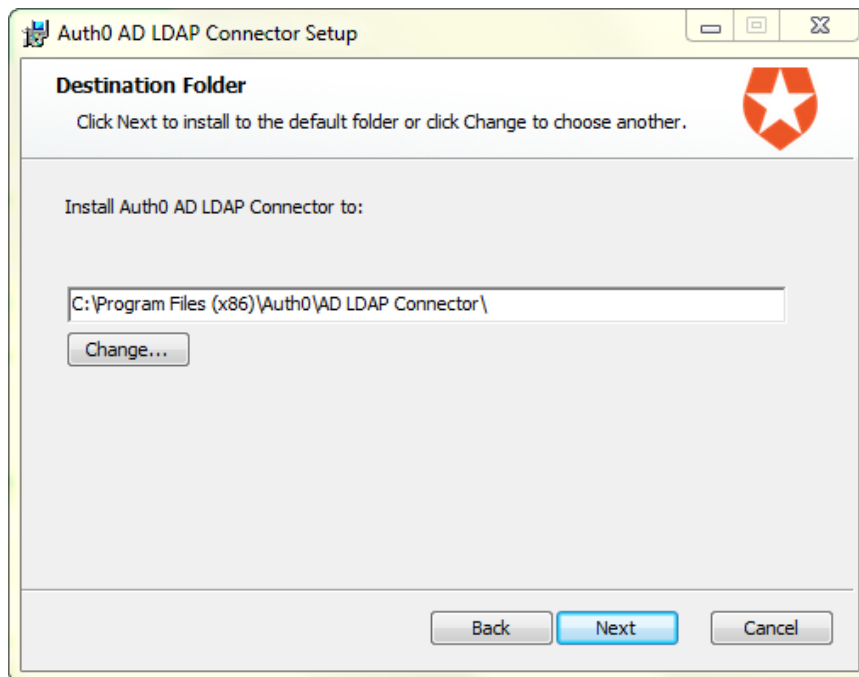 Auth0 AD LDAP Connector Setup
Destination Folder
Click Next to install to the default folder or click Change to choose another.
Install Auth0 AD LDAP Connector to:
C:\Program Files (x86)\Auth0\AD LDAP Connector\
Change...
Back Next Cancel